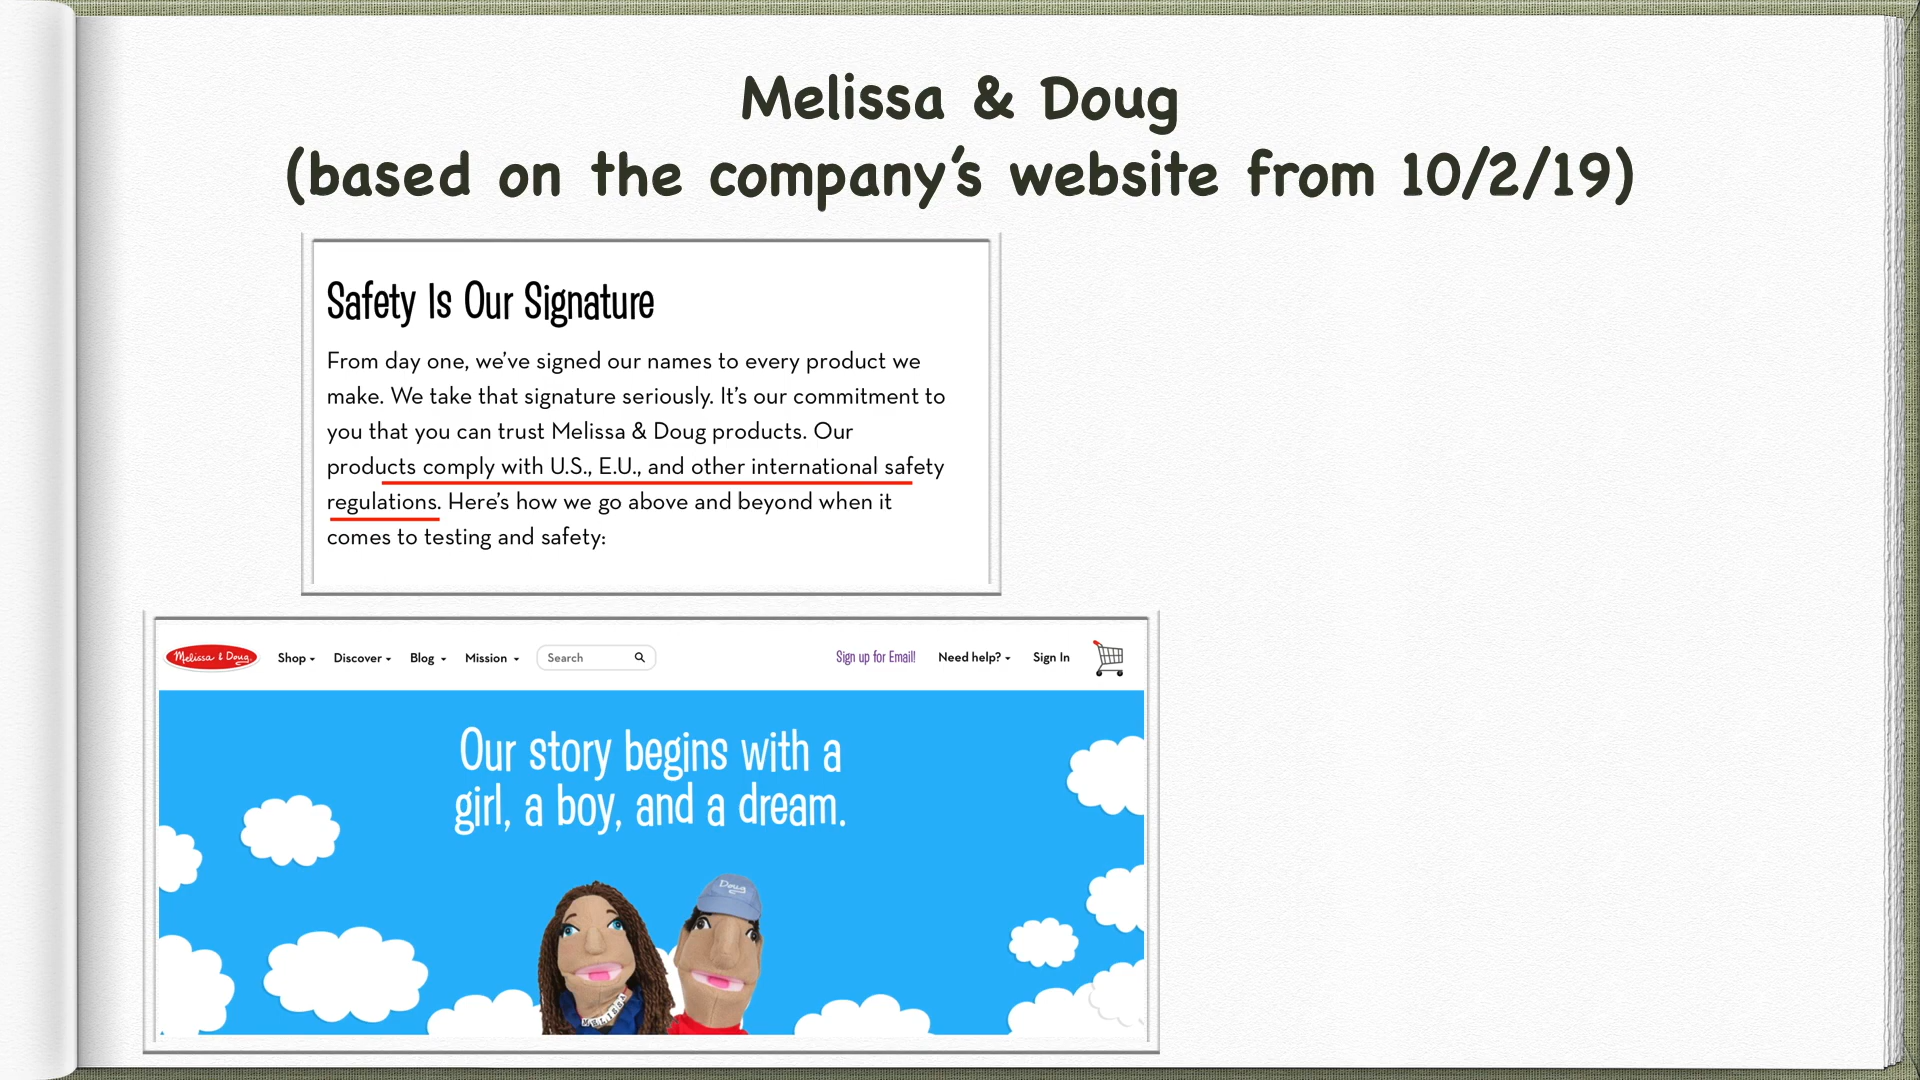 Melissa & Doug
(based on the company’s website from 10/2/19)
Safety Is Our Signature
From day one, we’ve signed our names to every product we
make. We take that signature seriously. It’s our commitment to
you that you can trust Melissa & Doug products. Our
products comply with U.S., E.U., and other international safety
regulations. Here’s how we go above and beyond when it
comes to testing and safety:
Melissa & Doug
Shop Discover Blog Mission Search Sign up for Email! Need help? Sign In
Our story begins with a
girl, a boy, and a dream.
Doug
MELISSA